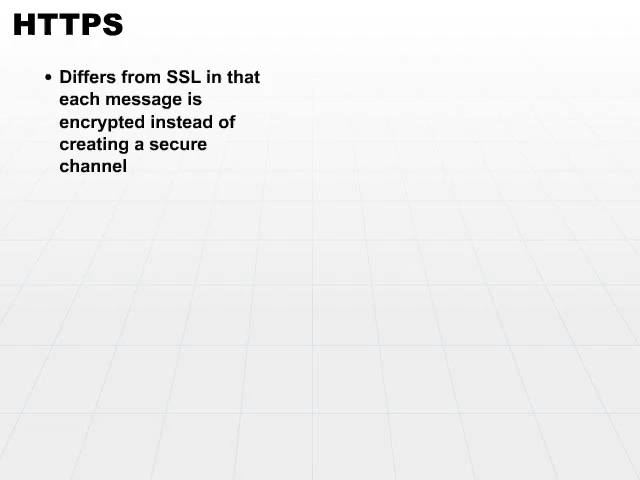 HTTPS
• Differs from SSL in that
each message is
encrypted instead of
creating a secure
channel